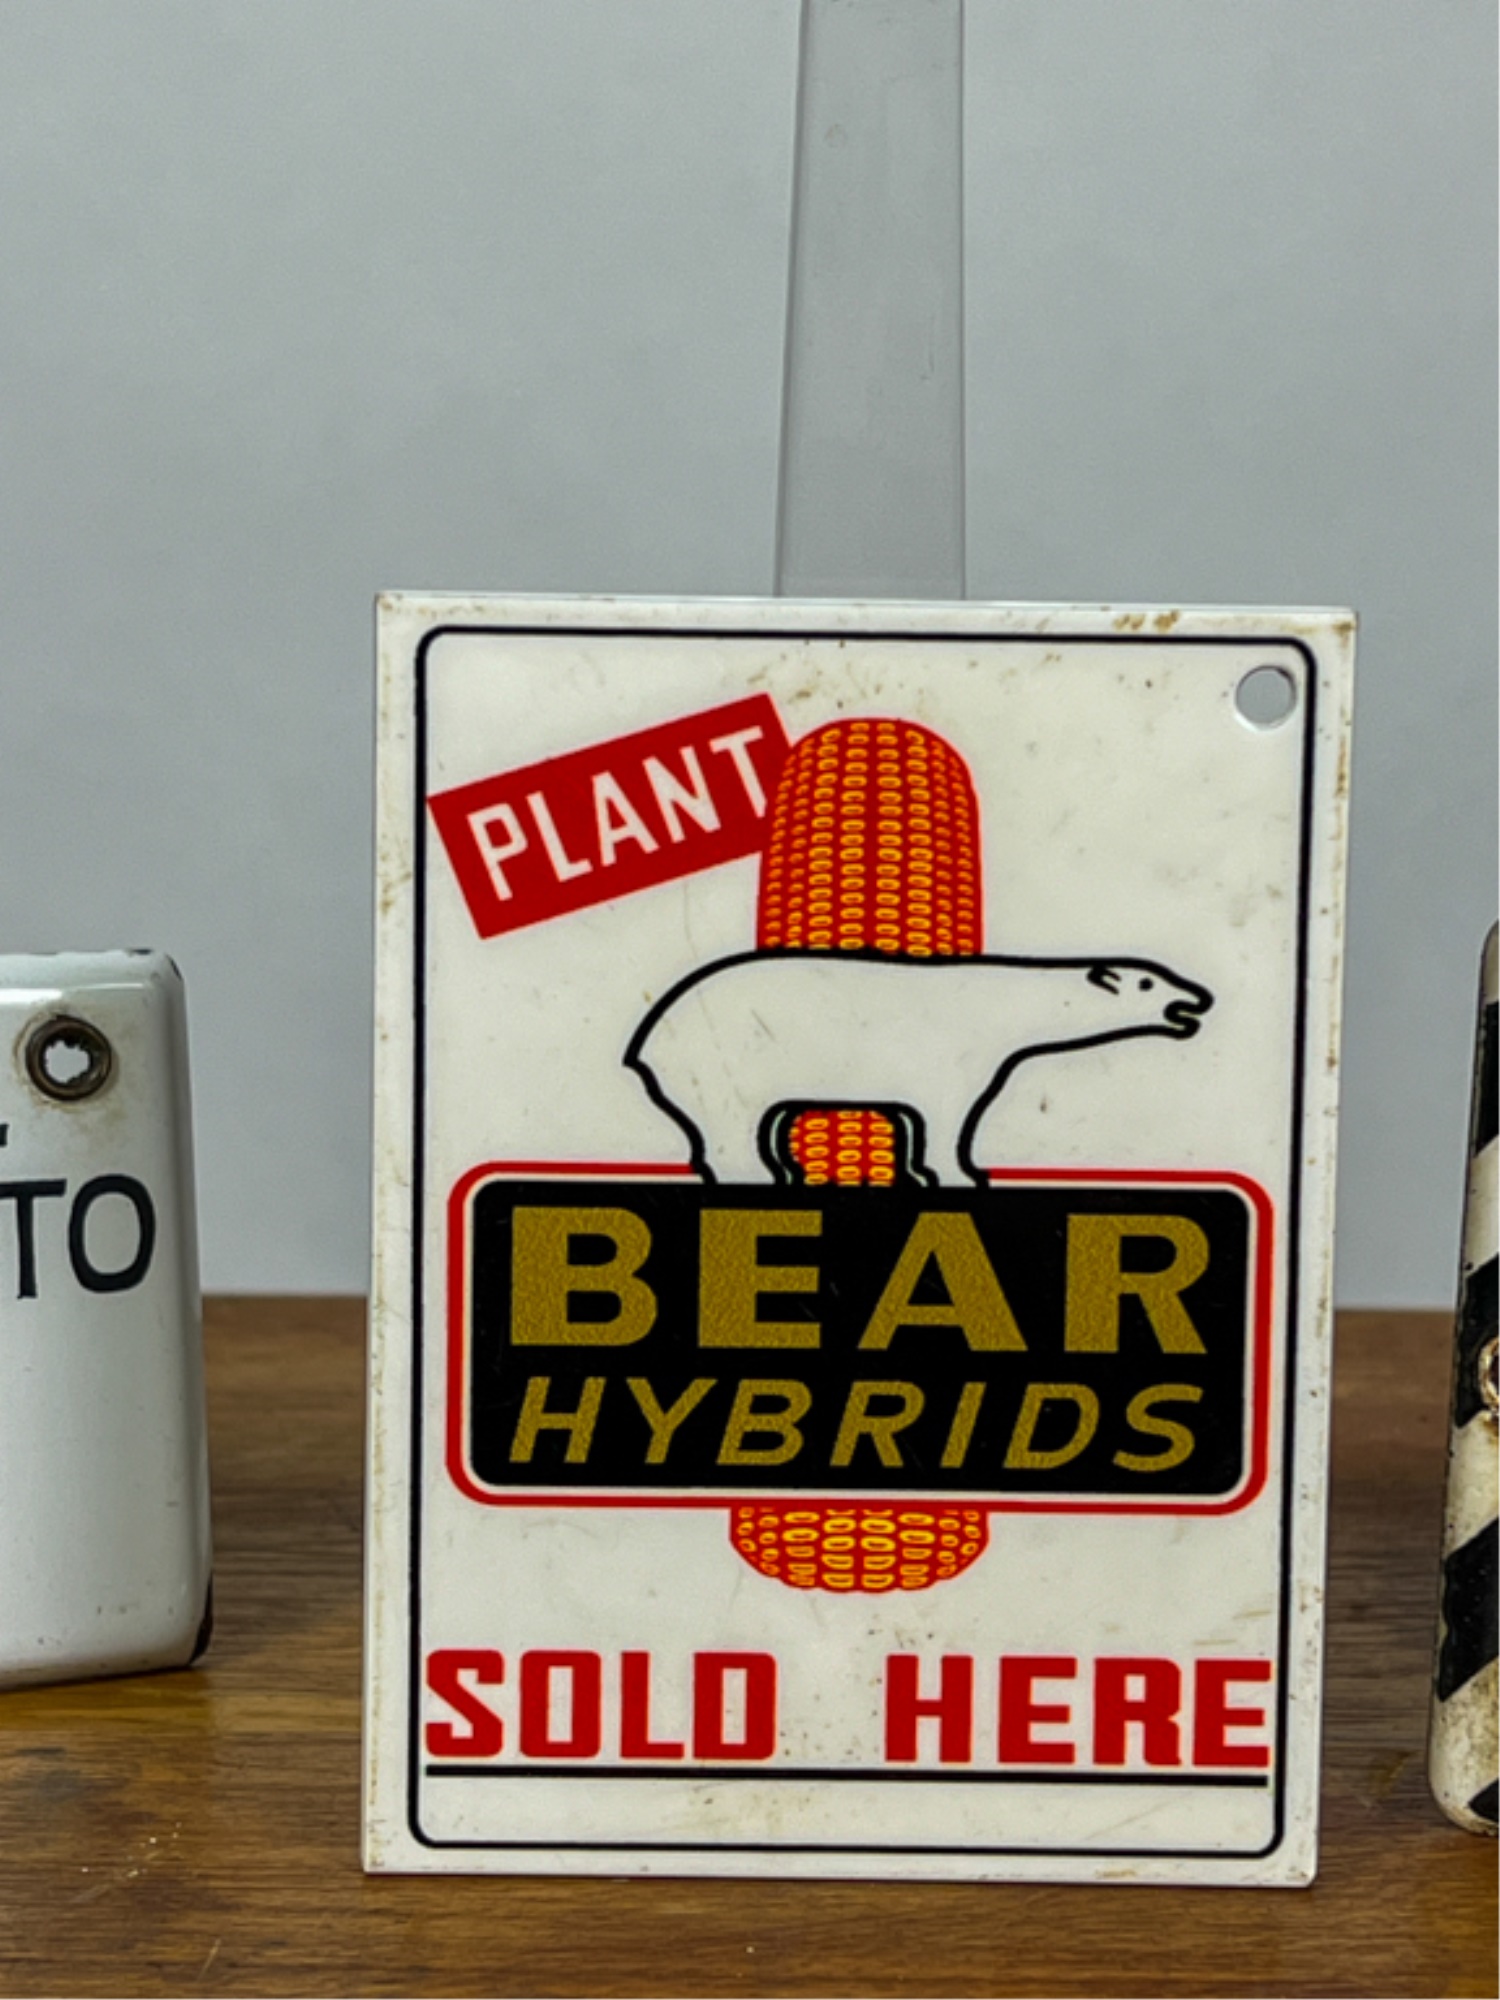 PLANT
BEAR
HYBRIDS
SOLD HERE
TO